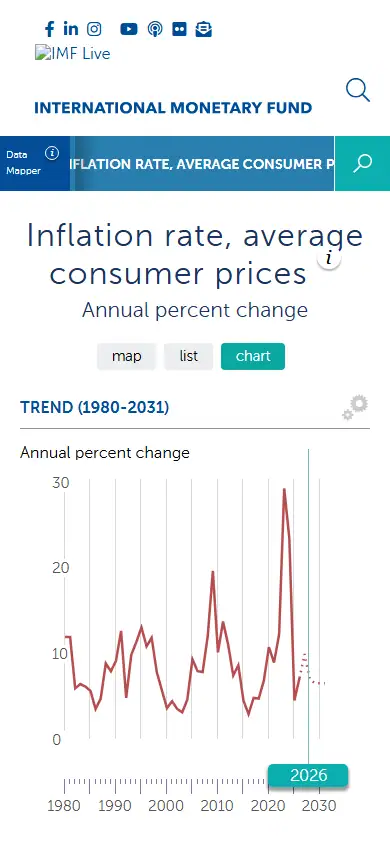 IMF Live
INTERNATIONAL MONETARY FUND
Data
Mapper
i
NFLATION RATE, AVERAGE CONSUMER P
Inflation rate, average
consumer prices i
Annual percent change
map list chart
TREND (1980-2031)
Annual percent change
30
20
10
0
2026
1980 1990 2000 2010 2020 2030